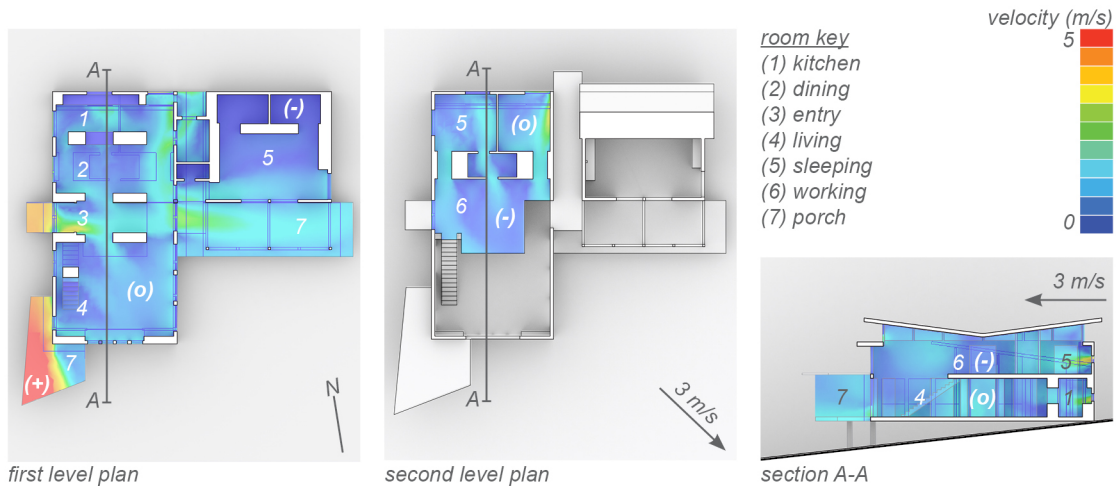 A
1
(-)
2
5
3
7
(o)
4
7
(+)
A
N
first level plan
A
5
(o)
6
(-)
A
3 m/s
second level plan
room key
(1) kitchen
(2) dining
(3) entry
(4) living
(5) sleeping
(6) working
(7) porch
velocity (m/s)
5
0
3 m/s
6 (-) 5
7 4 (o) 1
section A-A